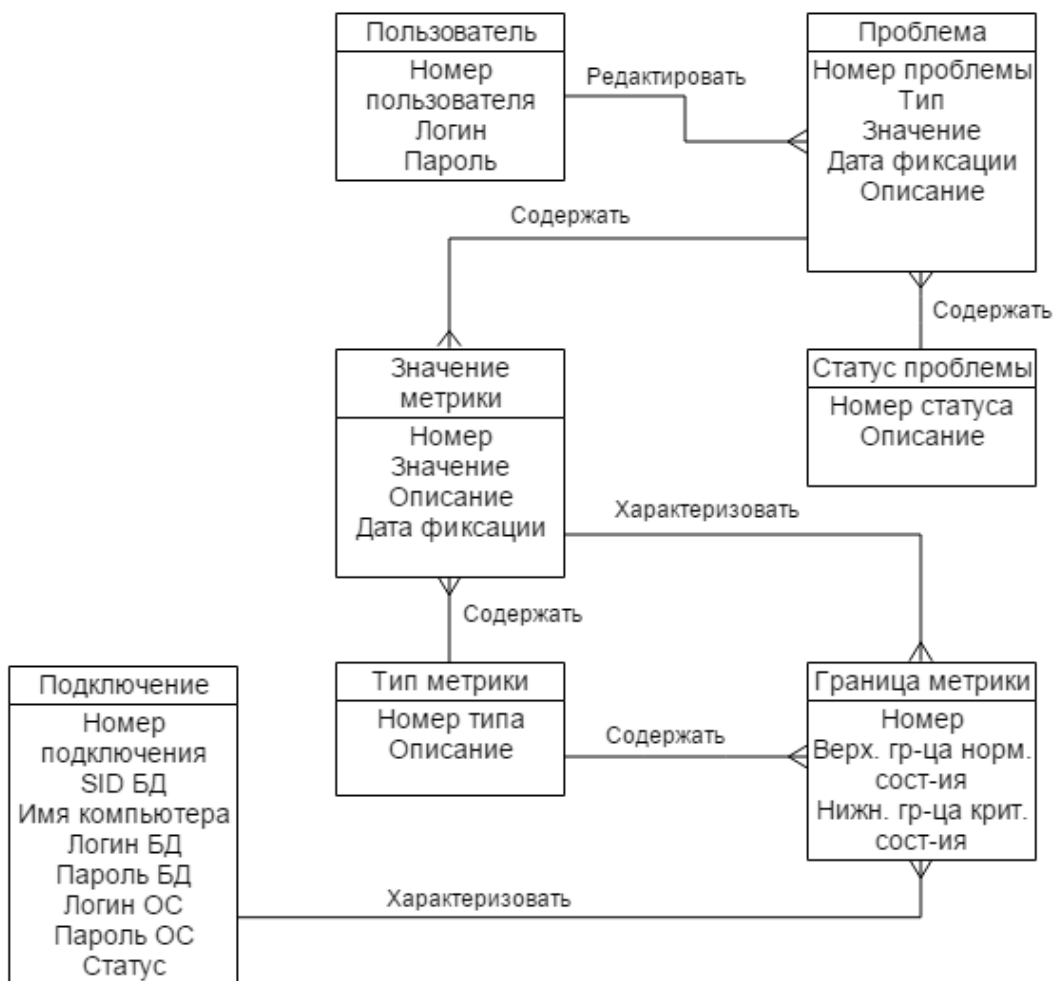 Пользователь
Номер
пользователя
Логин
Пароль
Редактировать
Проблема
Номер проблемы
Тип
Значение
Дата фиксации
Описание
Содержать
Содержать
Значение
метрики
Номер
Значение
Описание
Дата фиксации
Статус проблемы
Номер статуса
Описание
Характеризовать
Содержать
Подключение
Номер
подключения
SID БД
Имя компьютера
Логин БД
Пароль БД
Логин ОС
Пароль ОС
Статус
Тип метрики
Номер типа
Описание
Содержать
Граница метрики
Номер
Верх. гр-ца норм.
сост-ия
Нижн. гр-ца крит.
сост-ия
Характеризовать